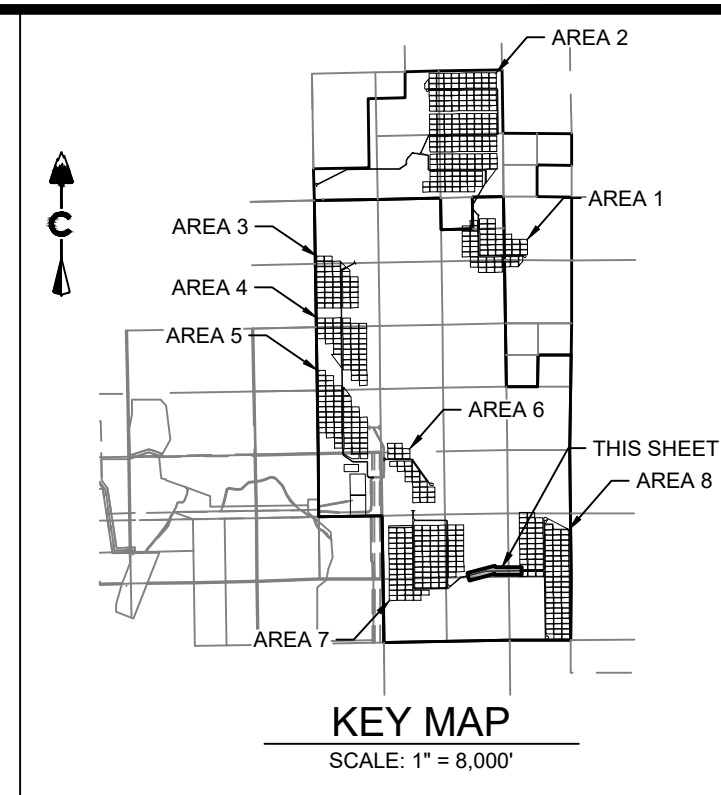 AREA 2
AREA 1
AREA 3
AREA 4
AREA 5
AREA 6
THIS SHEET
AREA 8
AREA 7
KEY MAP
SCALE: 1" = 8,000'